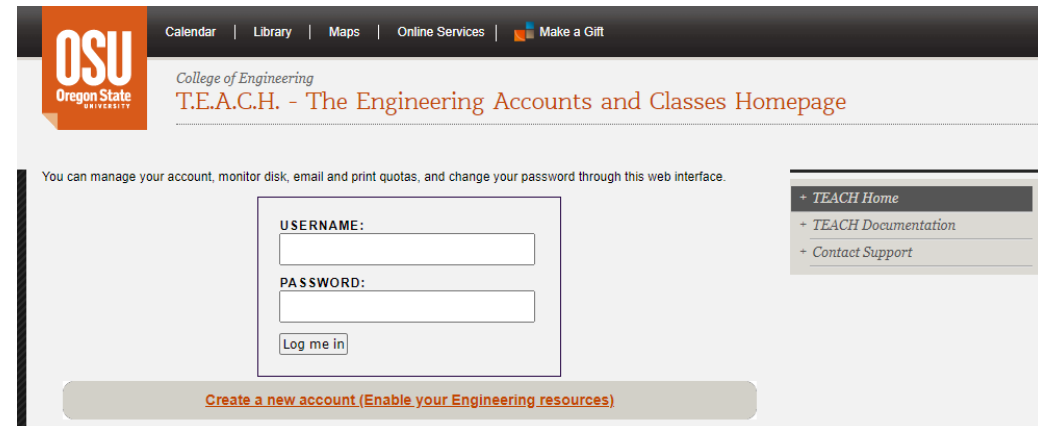 Calendar | Library | Maps | Online Services | Make a Gift
OSU
Oregon State
UNIVERSITY
College of Engineering
T.E.A.C.H. - The Engineering Accounts and Classes Homepage
You can manage your account, monitor disk, email and print quotas, and change your password through this web interface.
USERNAME:
PASSWORD:
Log me in
Create a new account (Enable your Engineering resources)
+ TEACH Home
+ TEACH Documentation
+ Contact Support